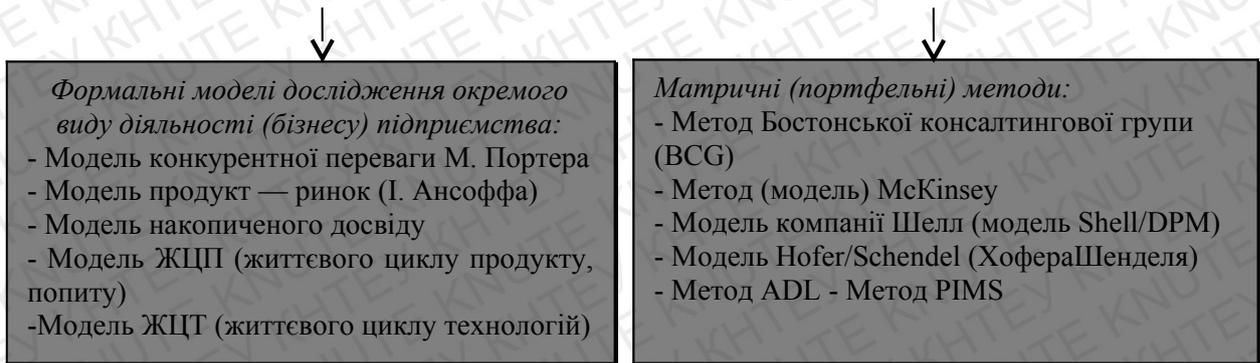 Формальні моделі дослідження окремого
виду діяльності (бізнесу) підприємства:
- Модель конкурентної переваги М. Портера
- Модель продукт — ринок (І. Ансоффа)
- Модель накопиченого досвіду
- Модель ЖЦП (життєвого циклу продукту,
попиту)
-Модель ЖЦТ (життєвого циклу технологій)
Матричні (портфельні) методи:
- Метод Бостонської консалтингової групи
(BCG)
- Метод (модель) McKinsey
- Модель компанії Шелл (модель Shell/DPM)
- Модель Hofer/Schendel (ХофераШенделя)
- Метод ADL - Метод PIMS